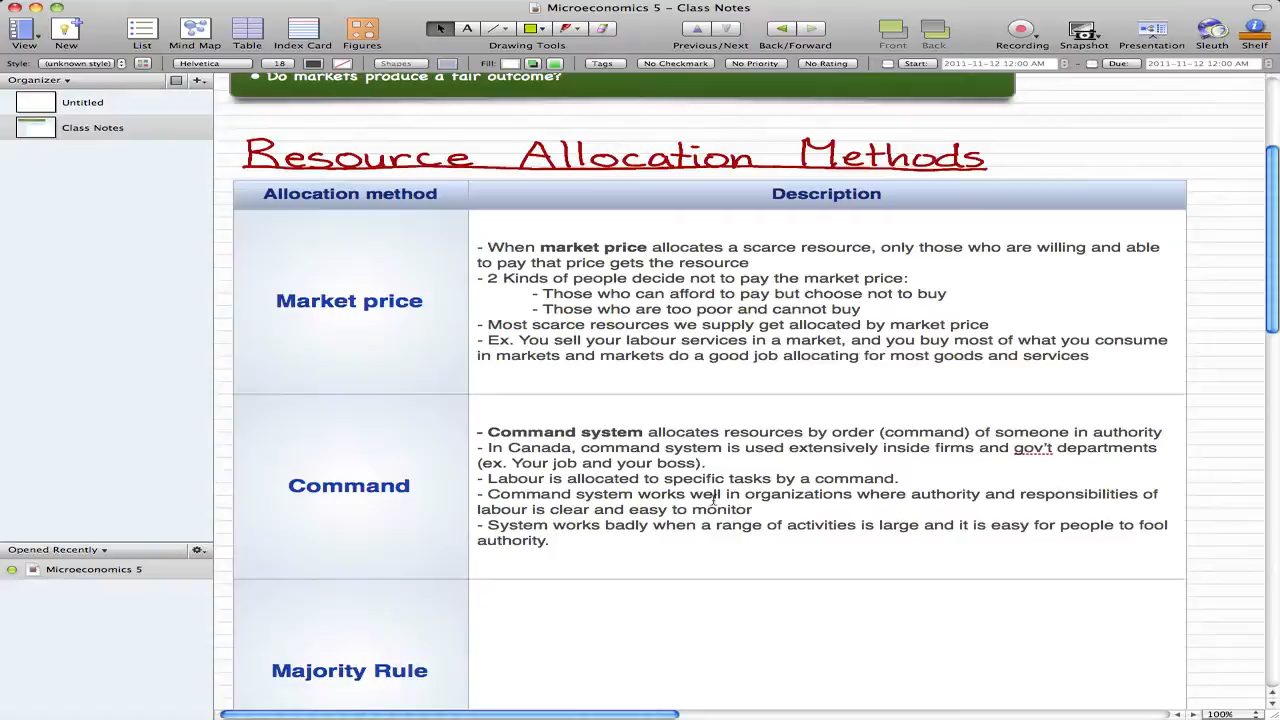 Microeconomics 5 – Class Notes
View New List Mind Map Table Index Card Figures Drawing Tools Previous/Next Back/Forward Front Back Recording Snapshot Presentation Sleuth Shelf
Style: (unknown style) Helvetica 18 Shapes Fill: Tags No Checkmark No Priority No Rating Start: 2011-11-12 12:00 AM Due: 2011-11-12 12:00 AM
Organizer
Untitled
Class Notes
• Do markets produce a fair outcome?
Resource Allocation Methods
Allocation method Description
Market price
- When market price allocates a scarce resource, only those who are willing and able
to pay that price gets the resource
- 2 Kinds of people decide not to pay the market price:
- Those who can afford to pay but choose not to buy
- Those who are too poor and cannot buy
- Most scarce resources we supply get allocated by market price
- Ex. You sell your labour services in a market, and you buy most of what you consume
in markets and markets do a good job allocating for most goods and services
Command
- Command system allocates resources by order (command) of someone in authority
- In Canada, command system is used extensively inside firms and gov't departments
(ex. Your job and your boss).
- Labour is allocated to specific tasks by a command.
- Command system works well in organizations where authority and responsibilities of
labour is clear and easy to monitor
- System works badly when a range of activities is large and it is easy for people to fool
authority.
Majority Rule
Opened Recently
Microeconomics 5
100%